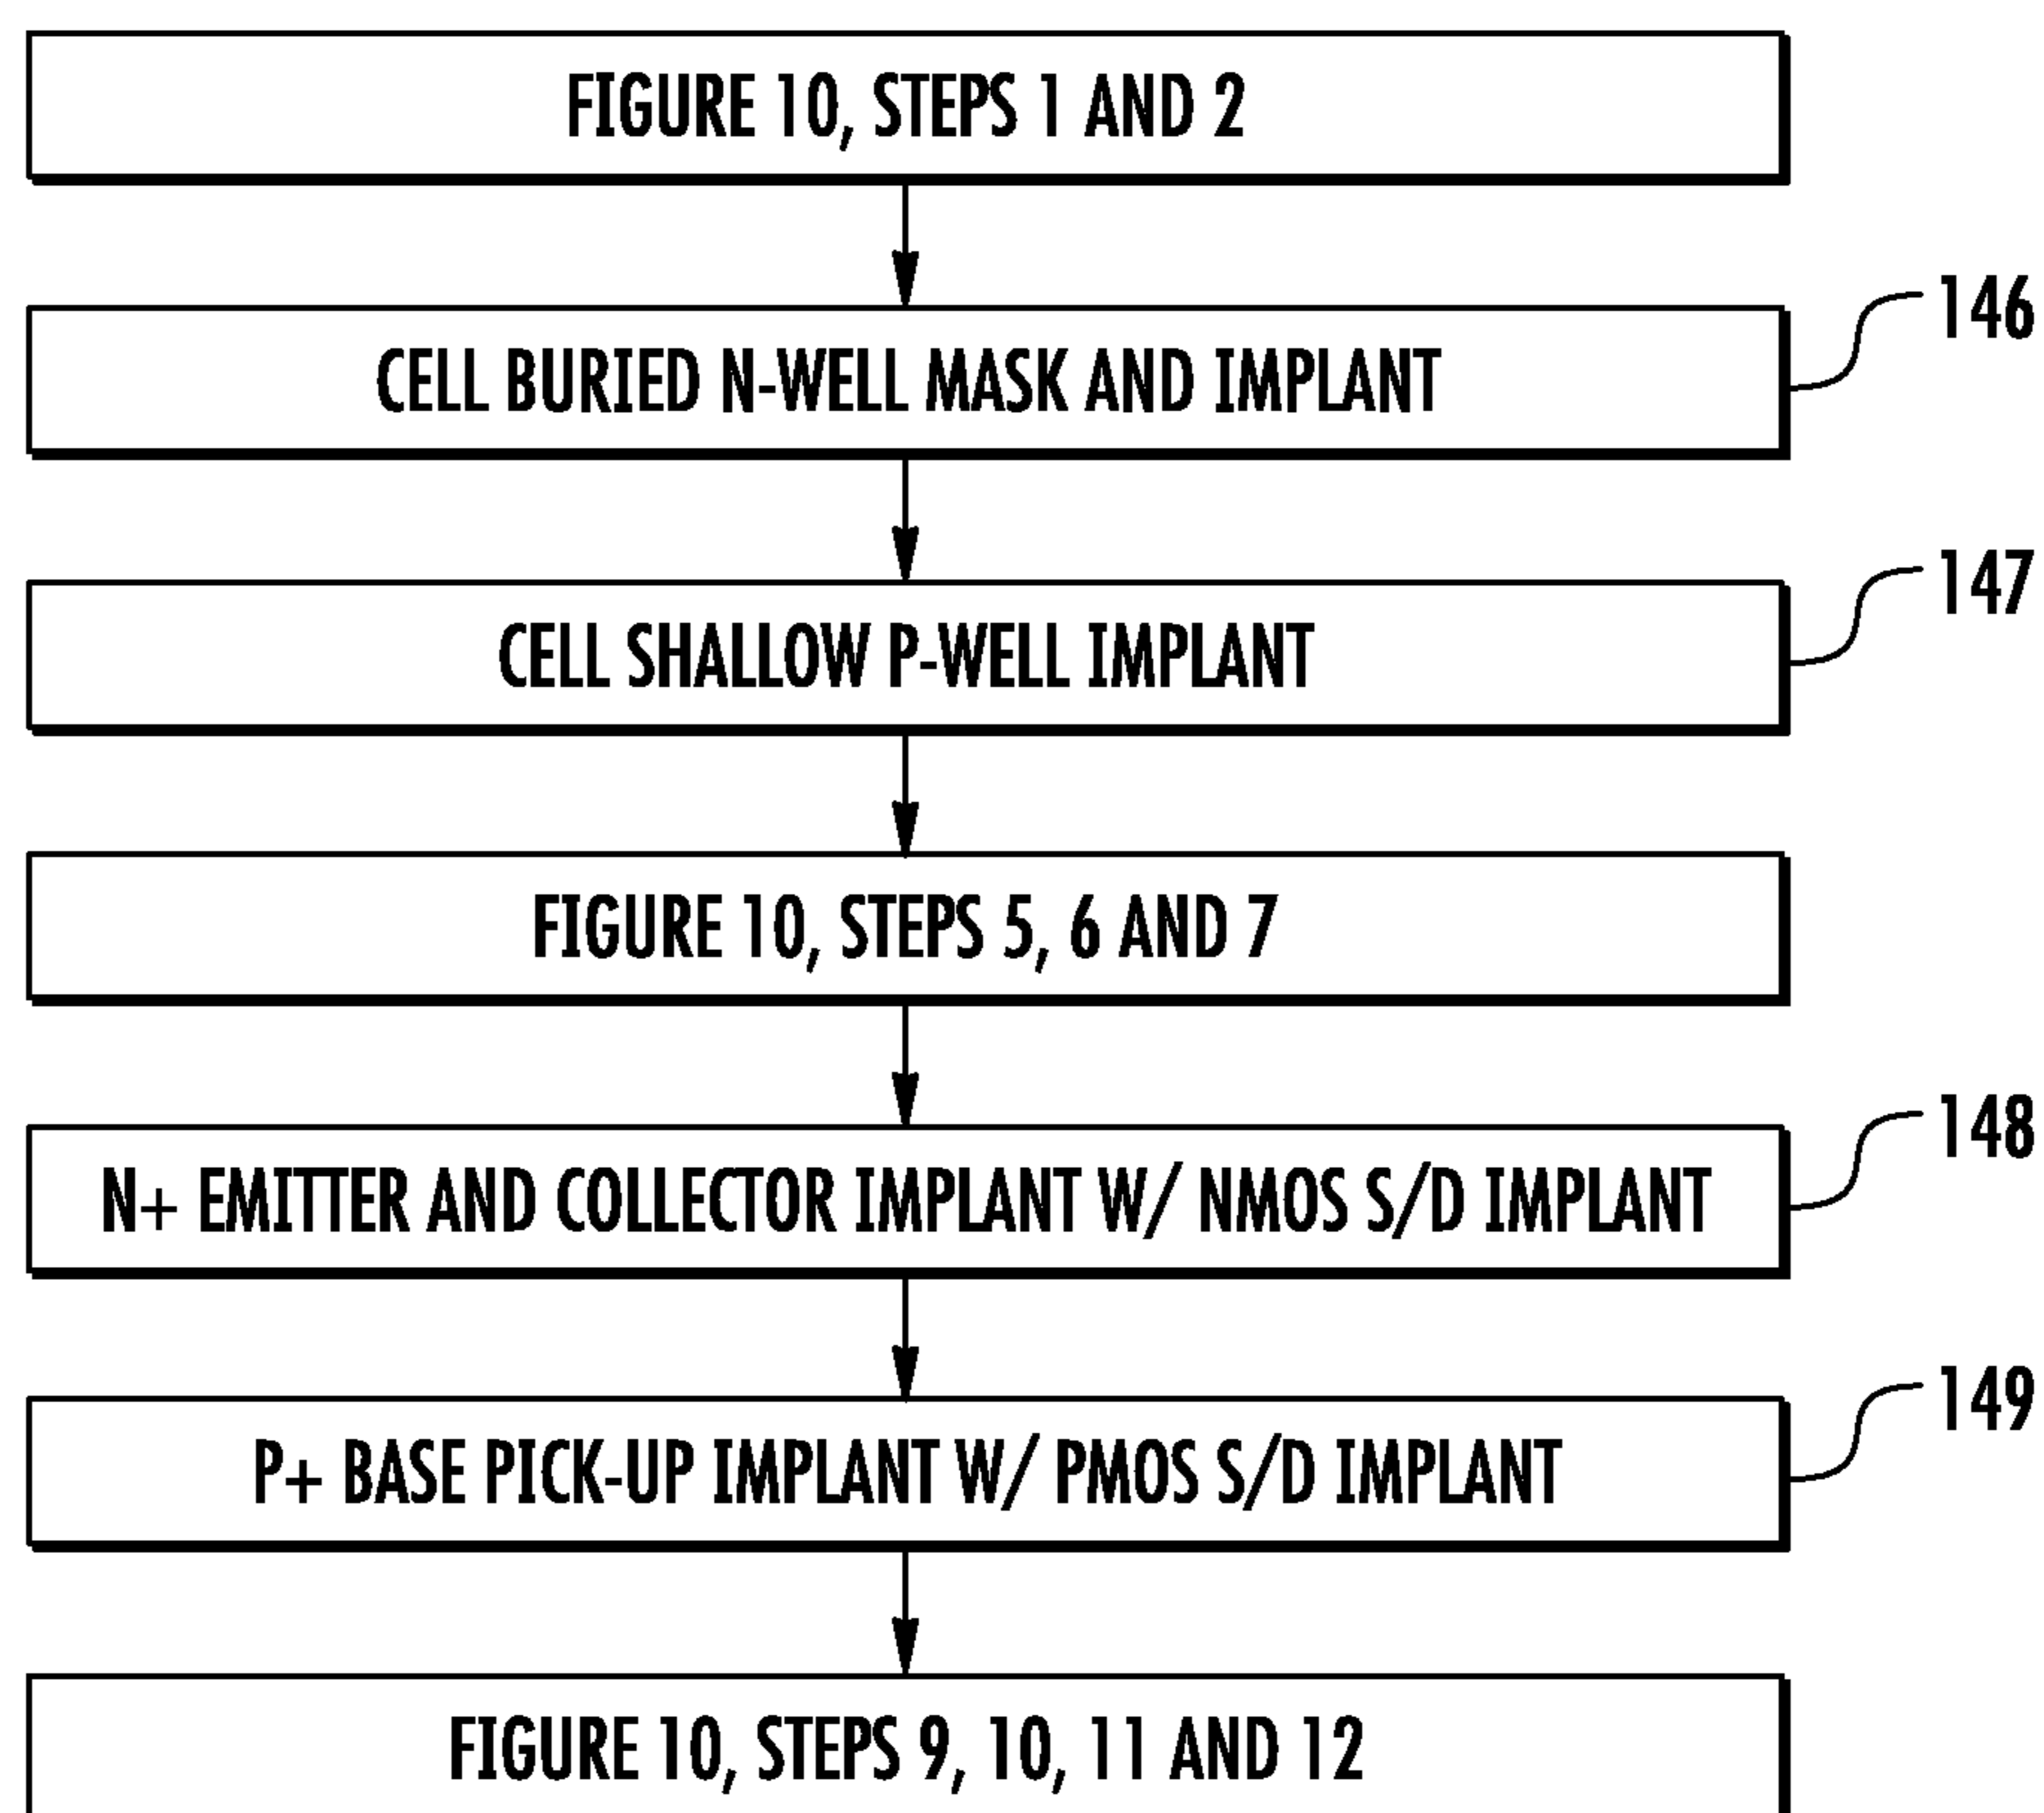 FIGURE 10, STEPS 1 AND 2
CELL BURIED N-WELL MASK AND IMPLANT
146
CELL SHALLOW P-WELL IMPLANT
147
FIGURE 10, STEPS 5, 6 AND 7
N+ EMITTER AND COLLECTOR IMPLANT W/ NMOS S/D IMPLANT
148
P+ BASE PICK-UP IMPLANT W/ PMOS S/D IMPLANT
149
FIGURE 10, STEPS 9, 10, 11 AND 12